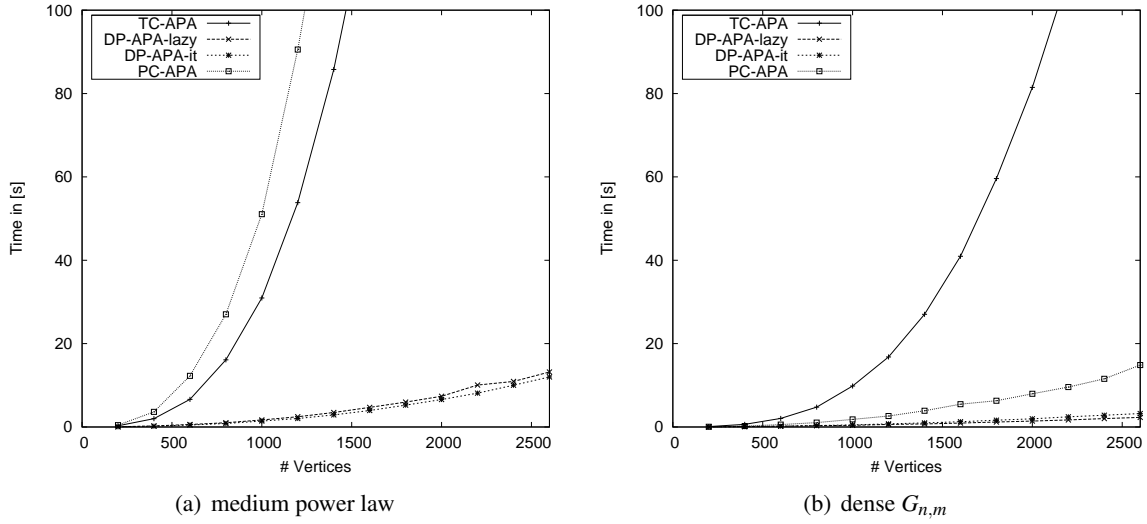 100
80
60
40
20
0
Time in [s]
TC-APA
DP-APA-lazy
DP-APA-it
PC-APA
0 500 1000 1500 2000 2500
# Vertices
(a) medium power law
100
80
60
40
20
0
Time in [s]
TC-APA
DP-APA-lazy
DP-APA-it
PC-APA
0 500 1000 1500 2000 2500
# Vertices
(b) dense Gn,m